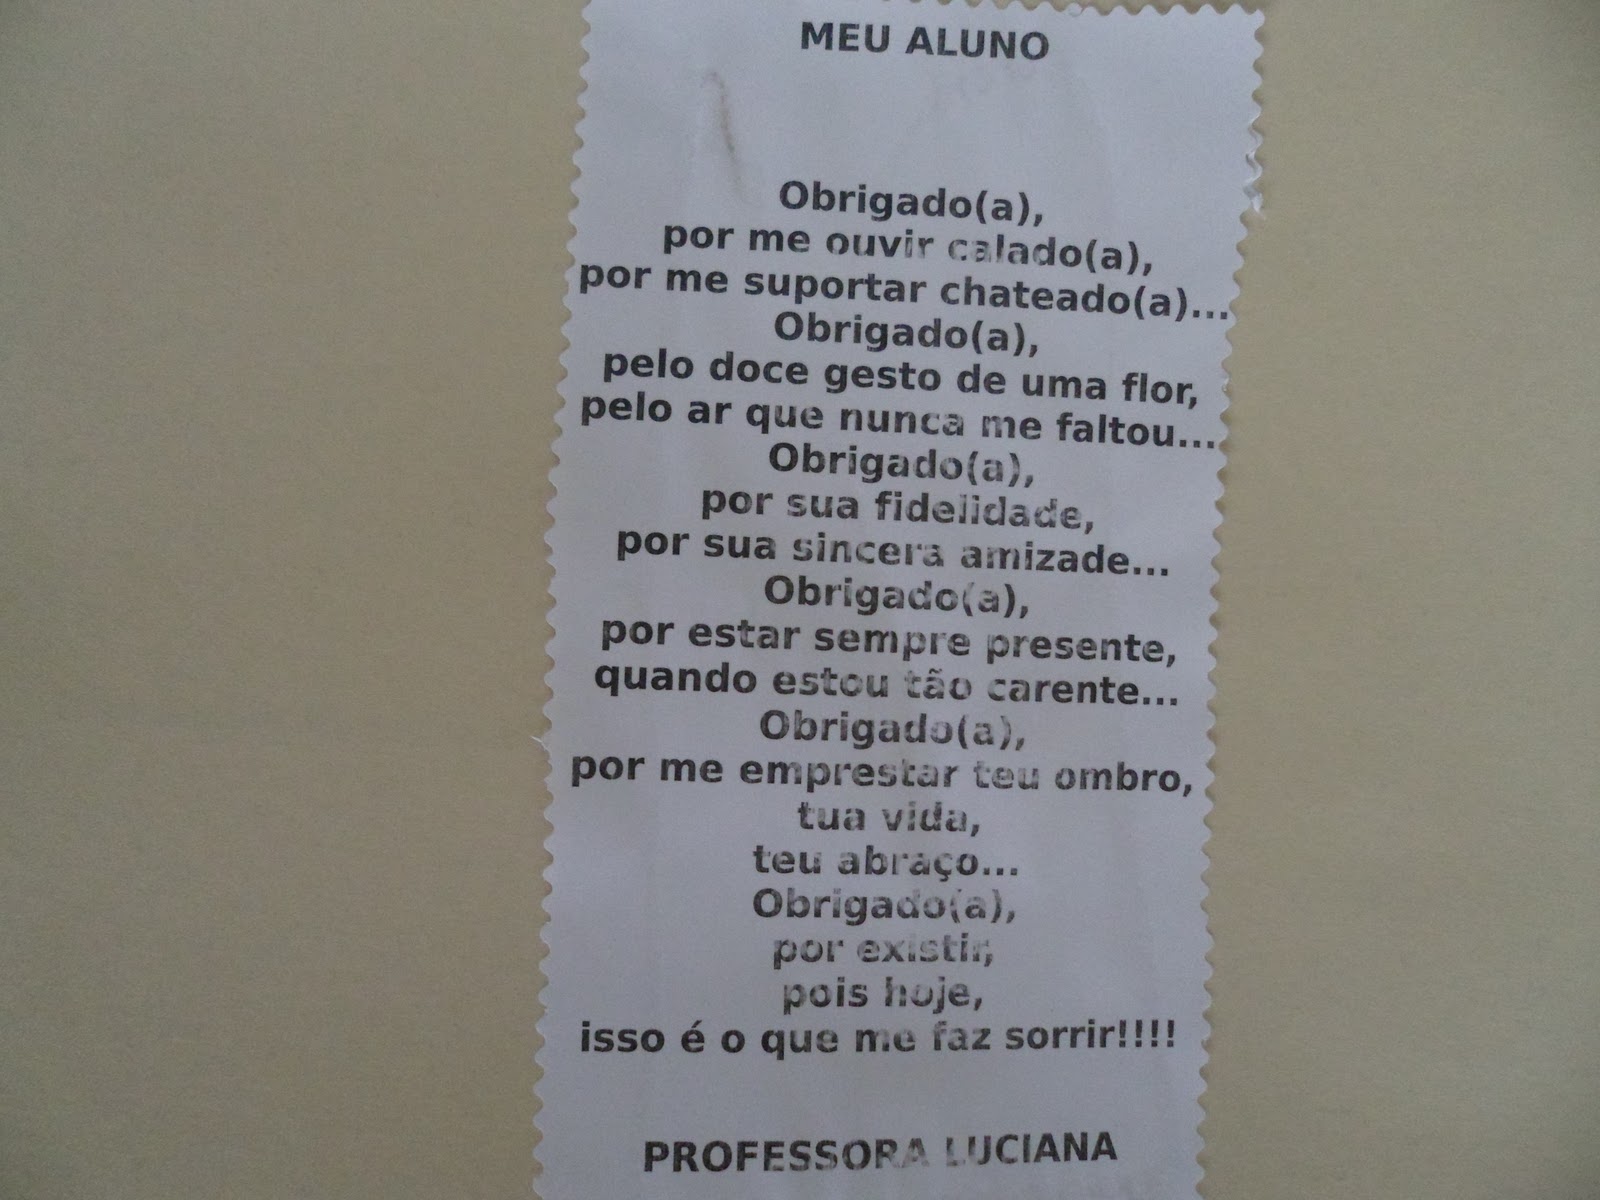 MEU ALUNO
Obrigado(a),
por me ouvir calado(a),
por me suportar chateado(a)...
Obrigado(a),
pelo doce gesto de uma flor,
pelo ar que nunca me faltou...
Obrigado(a),
por sua fidelidade,
por sua sincera amizade...
Obrigado(a),
por estar sempre presente,
quando estou tão carente...
Obrigado(a),
por me emprestar teu ombro,
tua vida,
teu abraço...
Obrigado(a),
por existir,
pois hoje,
isso é o que me faz sorrir!!!!
PROFESSORA LUCIANA